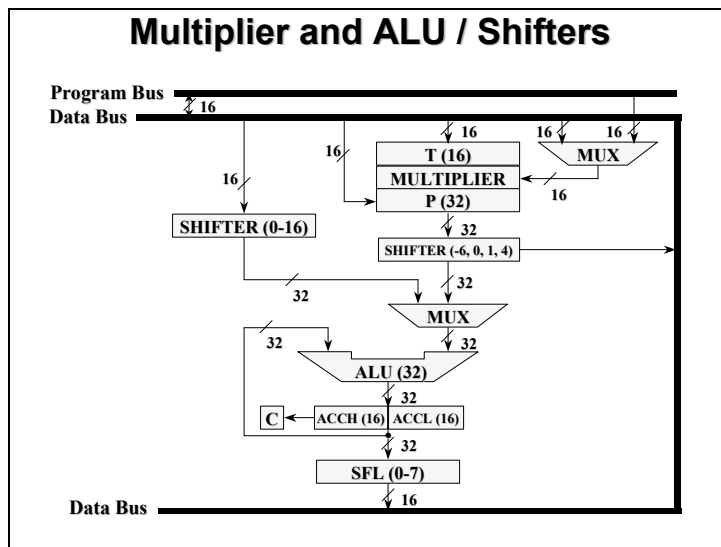 Multiplier and ALU / Shifters
Program Bus
16
Data Bus
16
16
16
16
T (16)
MUX
MULTIPLIER
16
16
P (32)
SHIFTER (0-16)
32
SHIFTER (-6, 0, 1, 4)
32
32
MUX
32
32
ALU (32)
32
C
ACCH (16)
ACCL (16)
32
SFL (0-7)
16
Data Bus